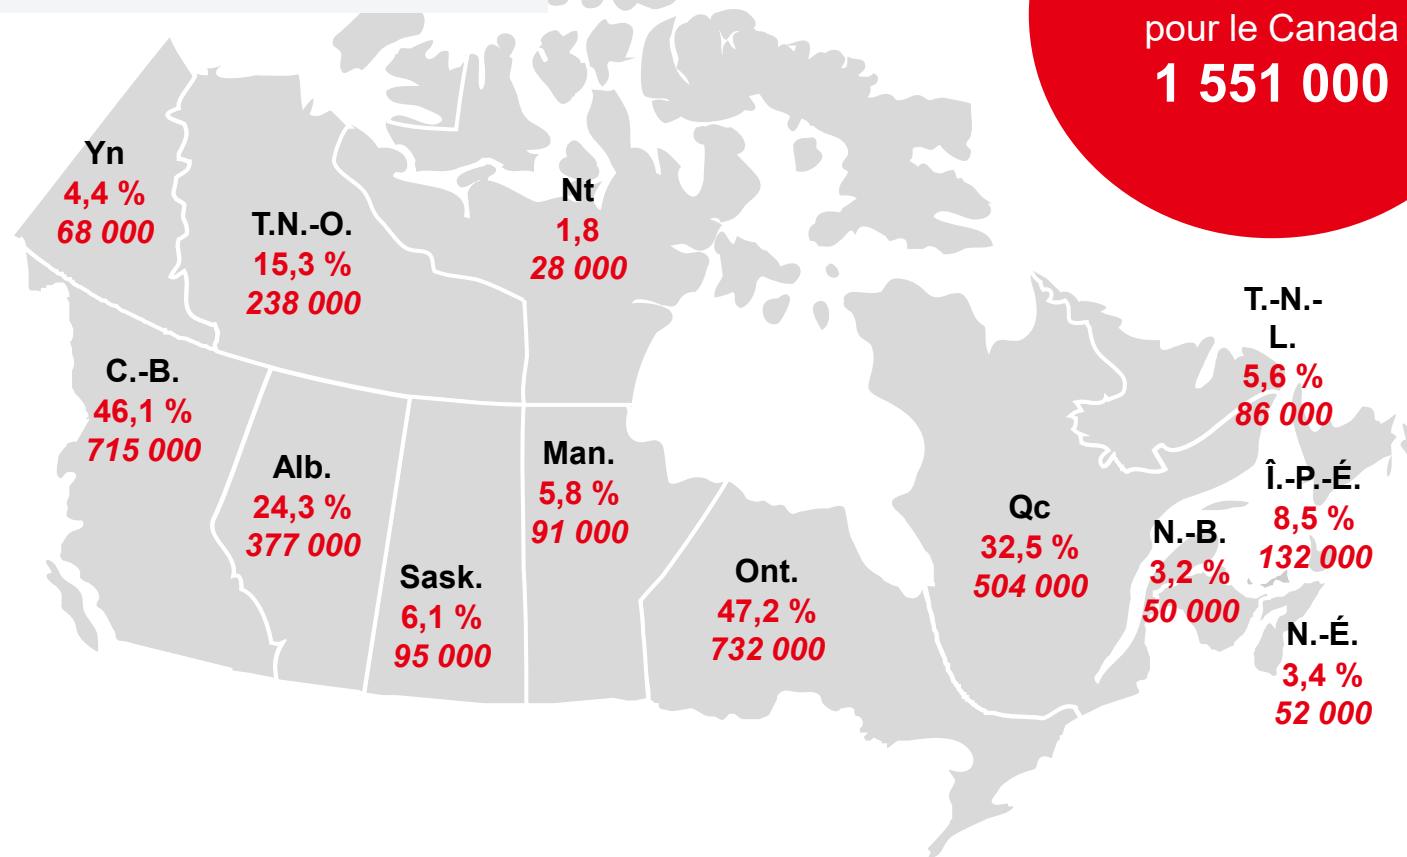 pour le Canada
1 551 000
Yn
4,4 %
68 000
T.N.-O.
15,3 %
238 000
Nt
1,8
28 000
C.-B.
46,1 %
715 000
Alb.
24,3 %
377 000
Sask.
6,1 %
95 000
Man.
5,8 %
91 000
Ont.
47,2 %
732 000
Qc
32,5 %
504 000
T.-N.-
L.
5,6 %
86 000
Î.-P.-É.
8,5 %
132 000
N.-B.
3,2 %
50 000
N.-É.
3,4 %
52 000